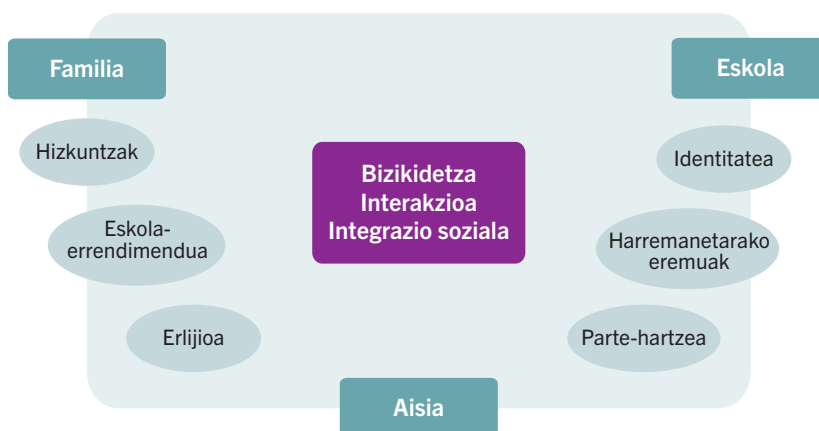 Familia
Eskola
Hizkuntzak
Eskola-
errendimendua
Erlijioa
Bizikidetza
Interakzioa
Integrazio soziala
Identitatea
Harremanetarako
eremuak
Parte-hartzea
Aisia